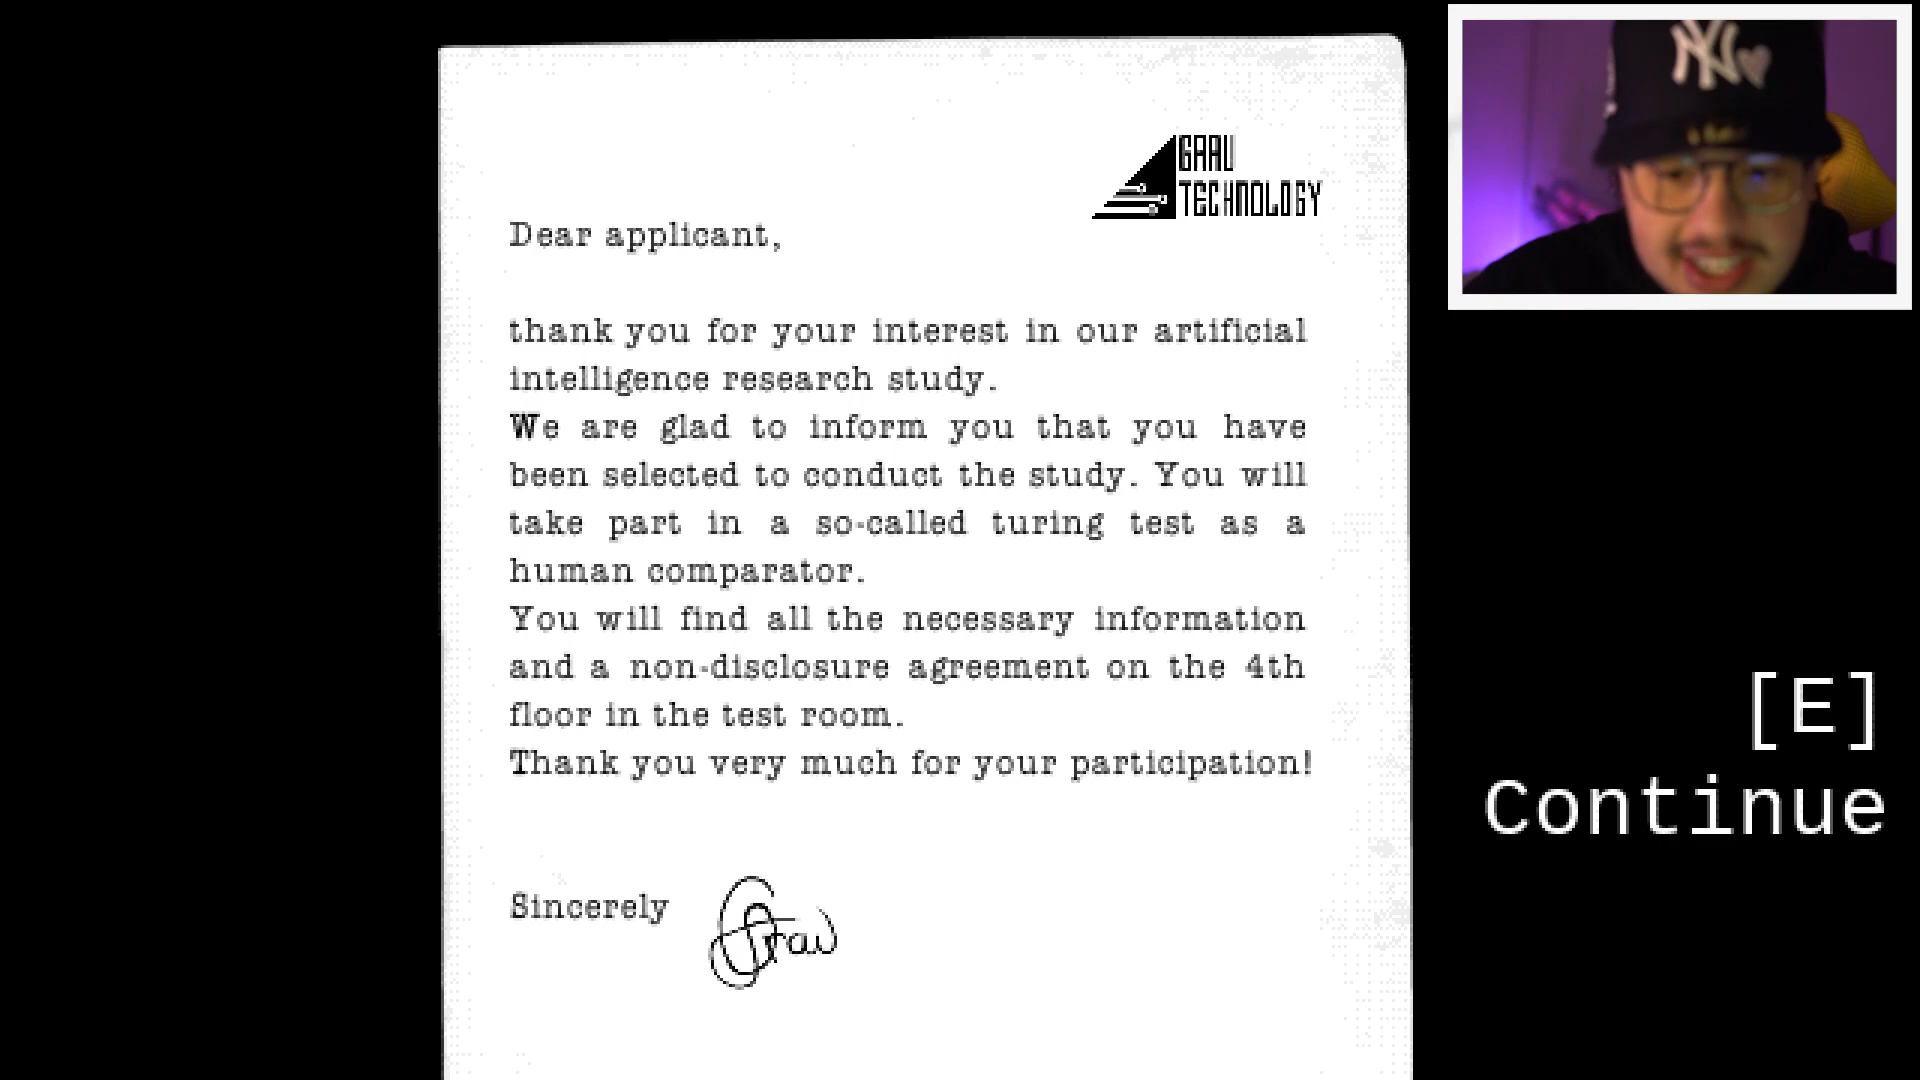 NY
GRAU
TECHNOLOGY
Dear applicant,
thank you for your interest in our artificial
intelligence research study.
We are glad to inform you that you have
been selected to conduct the study. You will
take part in a so-called turing test as a
human comparator.
You will find all the necessary information
and a non-disclosure agreement on the 4th
floor in the test room.
Thank you very much for your participation!
[E]
Continue
Sincerely